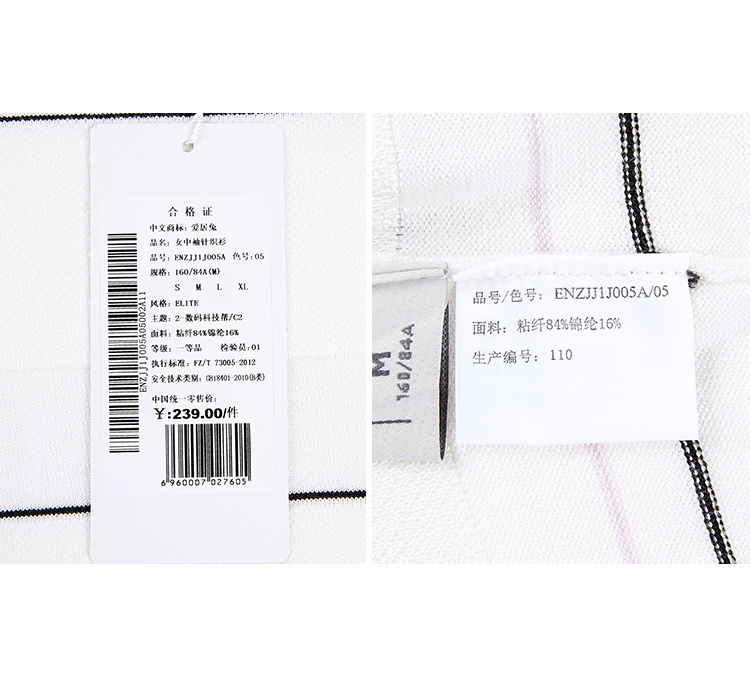 合格证
中文商标：爱居兔
品名：女中袖针织衫
品号：ENZJJ1J005A 色号：05
规格：160/84A(M)
S M L XL
风格：ELITE
主题：2-数码科技帮/C2
面料：粘纤84%锦纶16%
等级：一等品 检验员：01
执行标准：FZ/T 73005-2012
安全技术类别：GB18401-2010(B类)
中国统一零售价：
¥:239.00/件
6 960007 027605
ENZJJ1J005A05002A11
M
160/84A
品号/色号：ENZJJ1J005A/05
面料：粘纤84%锦纶16%
生产编号：110